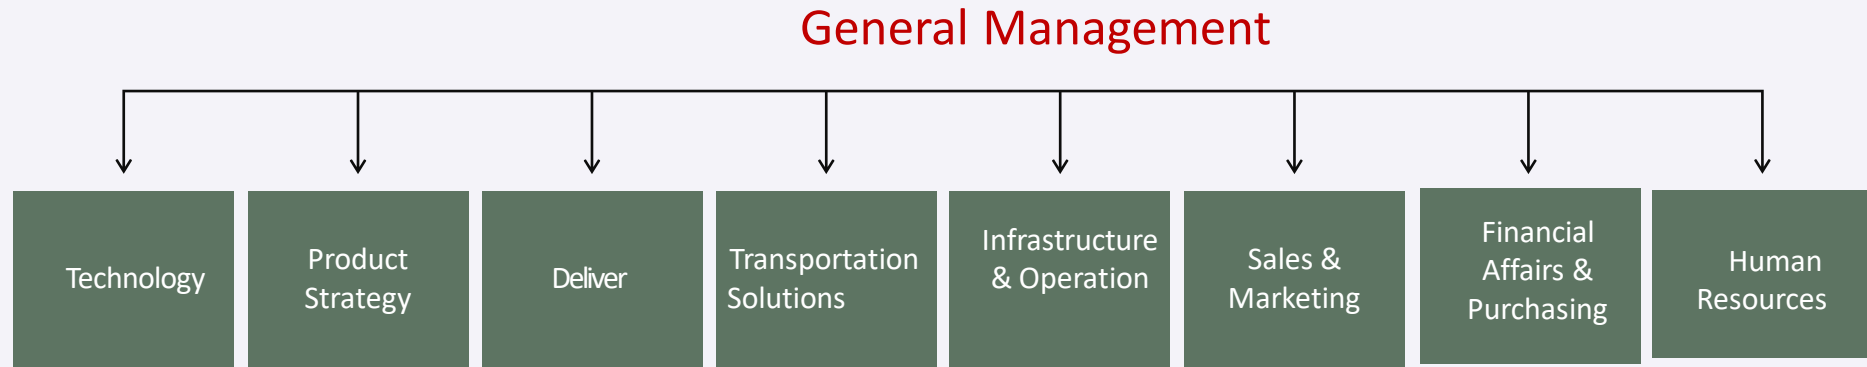 General Management
Technology
Product
Strategy
Deliver
Transportation
Solutions
Infrastructure
& Operation
Sales &
Marketing
Financial
Affairs &
Purchasing
Human
Resources